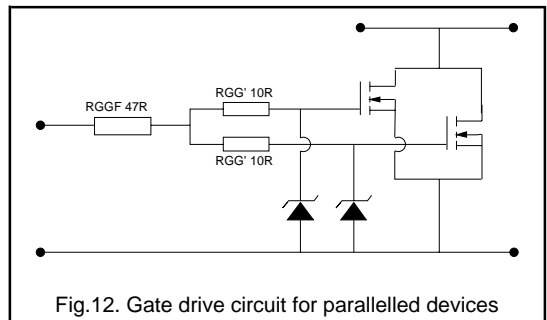 RGG' 10R
RGGF 47R
RGG' 10R
Fig.12. Gate drive circuit for parallelled devices